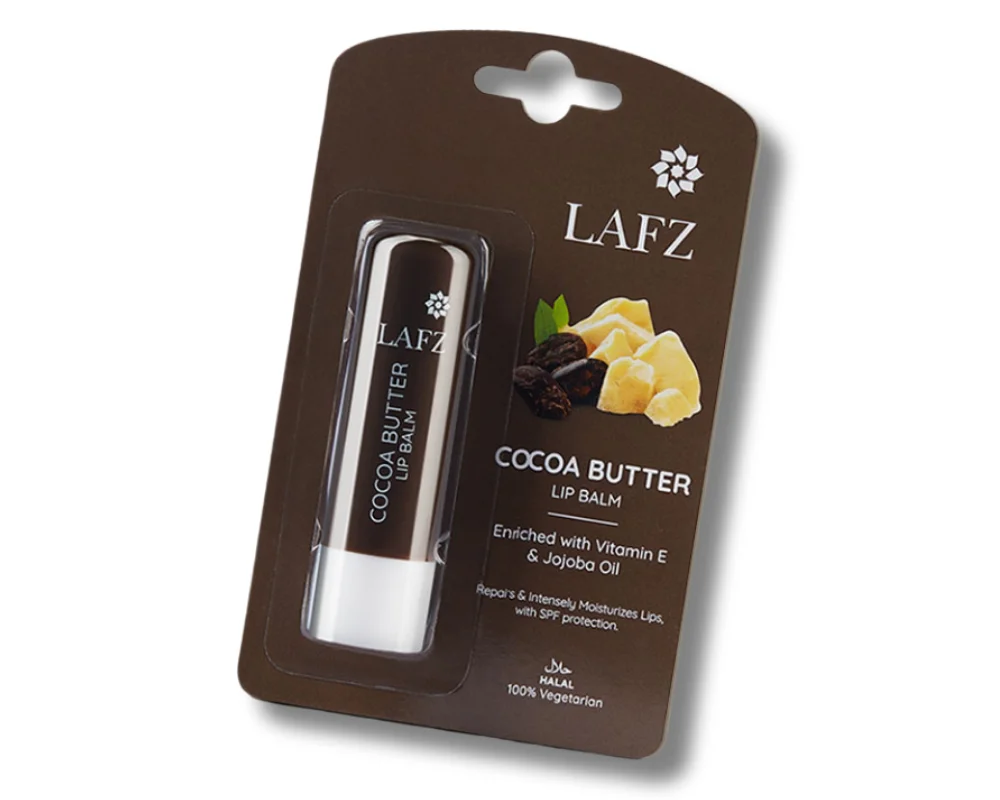 LAFZ
COCOA BUTTER
LIP BALM
LAFZ
COCOA BUTTER
LIP BALM
Enriched with Vitamin E
& Jojoba Oil
Repairs & Intensely Moisturizes Lips,
with SPF protection.
حلال
HALAL
100% Vegetarian